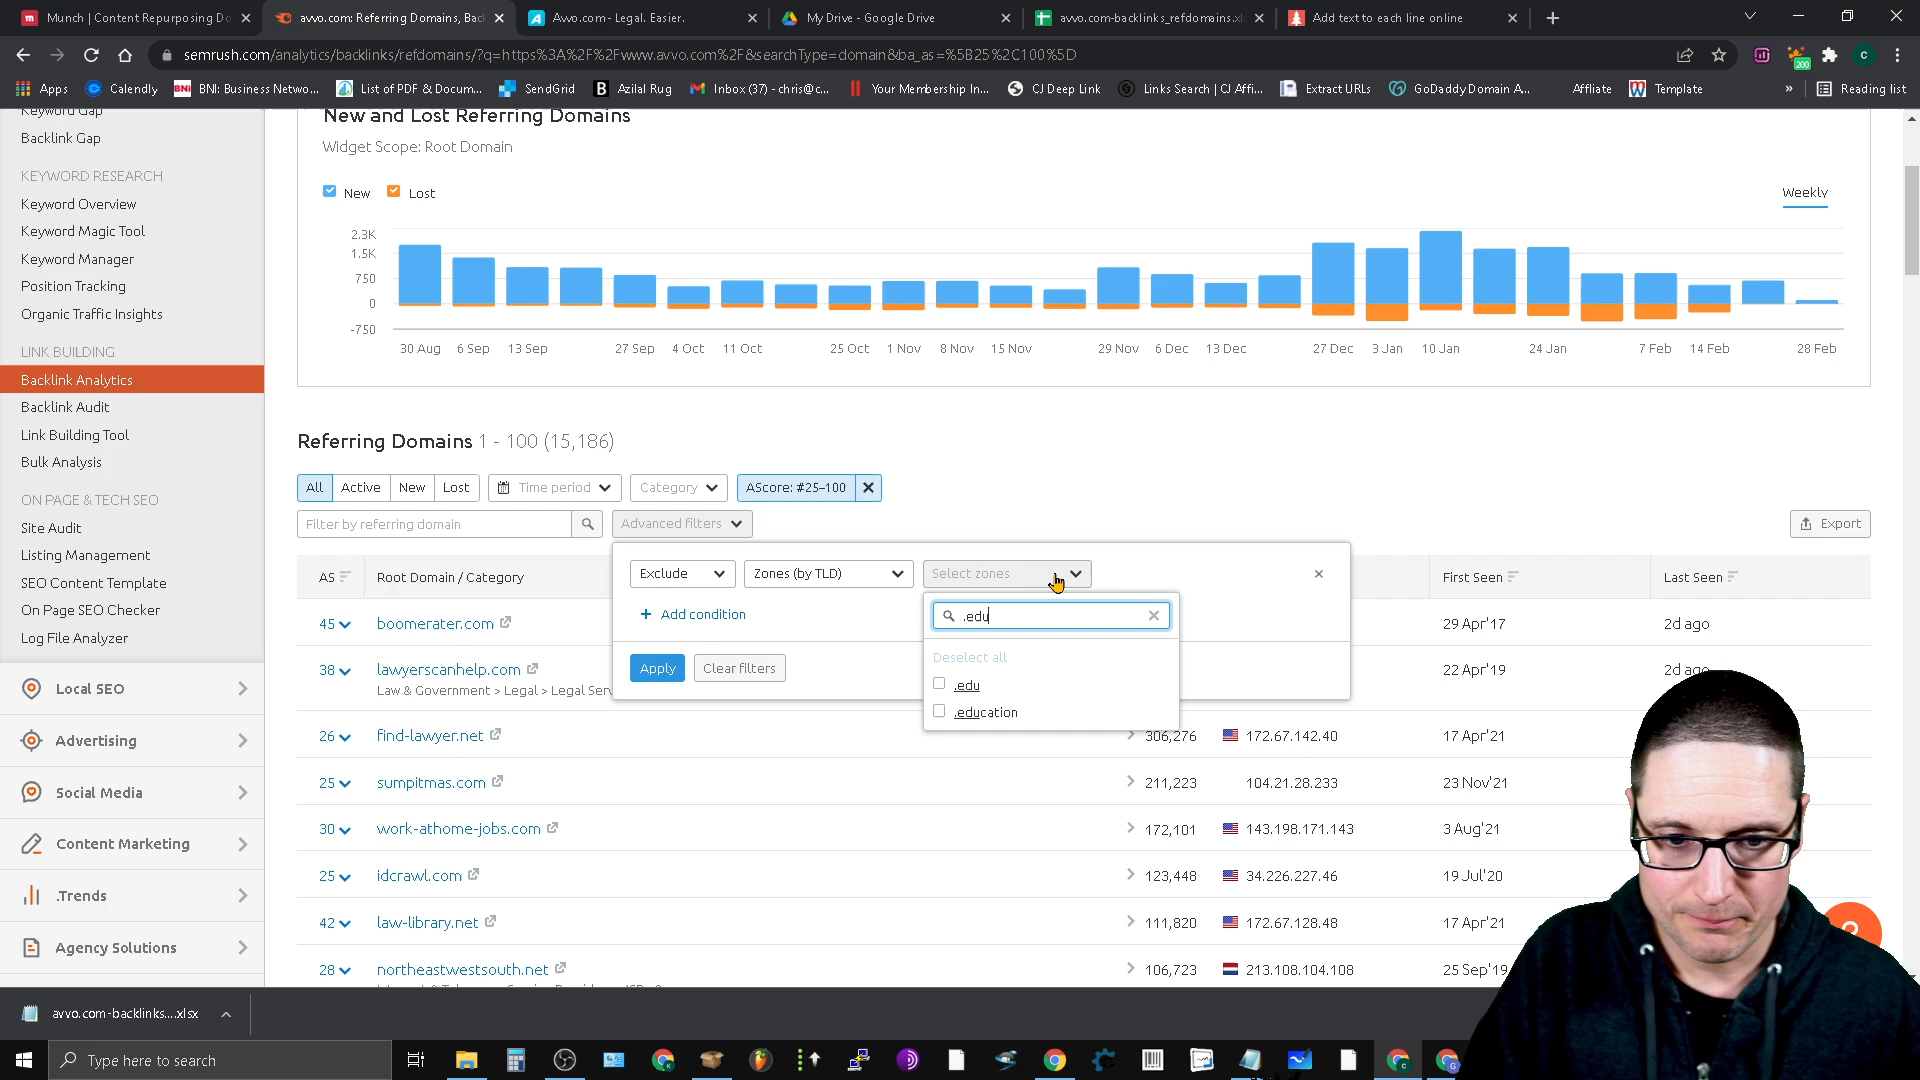 Munch | Content Repurposing Do
avvo.com: Referring Domains, Bac
Avvo.com - Legal. Easier.
My Drive - Google Drive
avvo.com-backlinks_refdomains.xl
Add text to each line online
semrush.com/analytics/backlinks/refdomains/?q=https%3A%2F%2Fwww.avvo.com%2F&searchType=domain&ba_as=%5B25%2C100%5D
200
C
Apps
Calendly
BNI: Business Netwo...
List of PDF & Docum...
SendGrid
Azilal Rug
Inbox (37) - chris@c...
Your Membership In...
CJ Deep Link
Links Search | CJ Affi...
Extract URLs
GoDaddy Domain A...
Affliate
Template
»
Reading list
Keyword Gap
Backlink Gap
KEYWORD RESEARCH
Keyword Overview
Keyword Magic Tool
Keyword Manager
Position Tracking
Organic Traffic Insights
LINK BUILDING
Backlink Analytics
Backlink Audit
Link Building Tool
Bulk Analysis
ON PAGE & TECH SEO
Site Audit
Listing Management
SEO Content Template
On Page SEO Checker
Log File Analyzer
Local SEO
Advertising
Social Media
Content Marketing
.Trends
Agency Solutions
New and Lost Referring Domains
Widget Scope: Root Domain
New
Lost
Weekly
2.3K
1.5K
750
0
-750
30 Aug 6 Sep 13 Sep 27 Sep 4 Oct 11 Oct 25 Oct 1 Nov 8 Nov 15 Nov 29 Nov 6 Dec 13 Dec 27 Dec 3 Jan 10 Jan 24 Jan 7 Feb 14 Feb 28 Feb
Referring Domains 1 - 100 (15,186)
All Active New Lost Time period Category AScore: #25–100
Filter by referring domain Advanced filters Export
AS Root Domain / Category First Seen Last Seen
Exclude Zones (by TLD) Select zones
+ Add condition
Apply Clear filters
.edu
Deselect all
.edu
.education
45 boomerater.com 29 Apr'17 2d ago
38 lawyerscanhelp.com 22 Apr'19 2d ago
Law & Government > Legal > Legal Serv
26 find-lawyer.net 306,276 172.67.142.40 17 Apr'21
25 sumpitmas.com 211,223 104.21.28.233 23 Nov'21
30 work-athome-jobs.com 172,101 143.198.171.143 3 Aug'21
25 idcrawl.com 123,448 34.226.227.46 19 Jul'20
42 law-library.net 111,820 172.67.128.48 17 Apr'21
28 northeastwestsouth.net 106,723 213.108.104.108 25 Sep'19
avvo.com-backlinks....xlsx
Type here to search